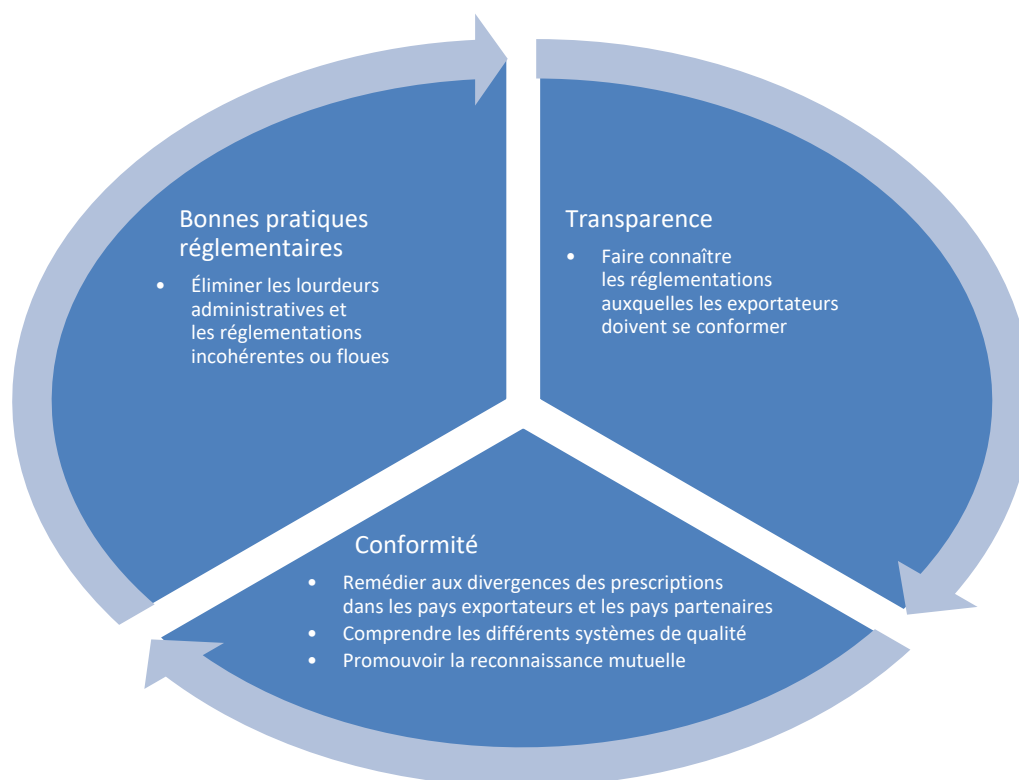 Bonnes pratiques
réglementaires
• Éliminer les lourdeurs
administratives et
les réglementations
incohérentes ou floues
Transparence
• Faire connaître
les réglementations
auxquelles les exportateurs
doivent se conformer
Conformité
• Remédier aux divergences des prescriptions
dans les pays exportateurs et les pays partenaires
• Comprendre les différents systèmes de qualité
• Promouvoir la reconnaissance mutuelle